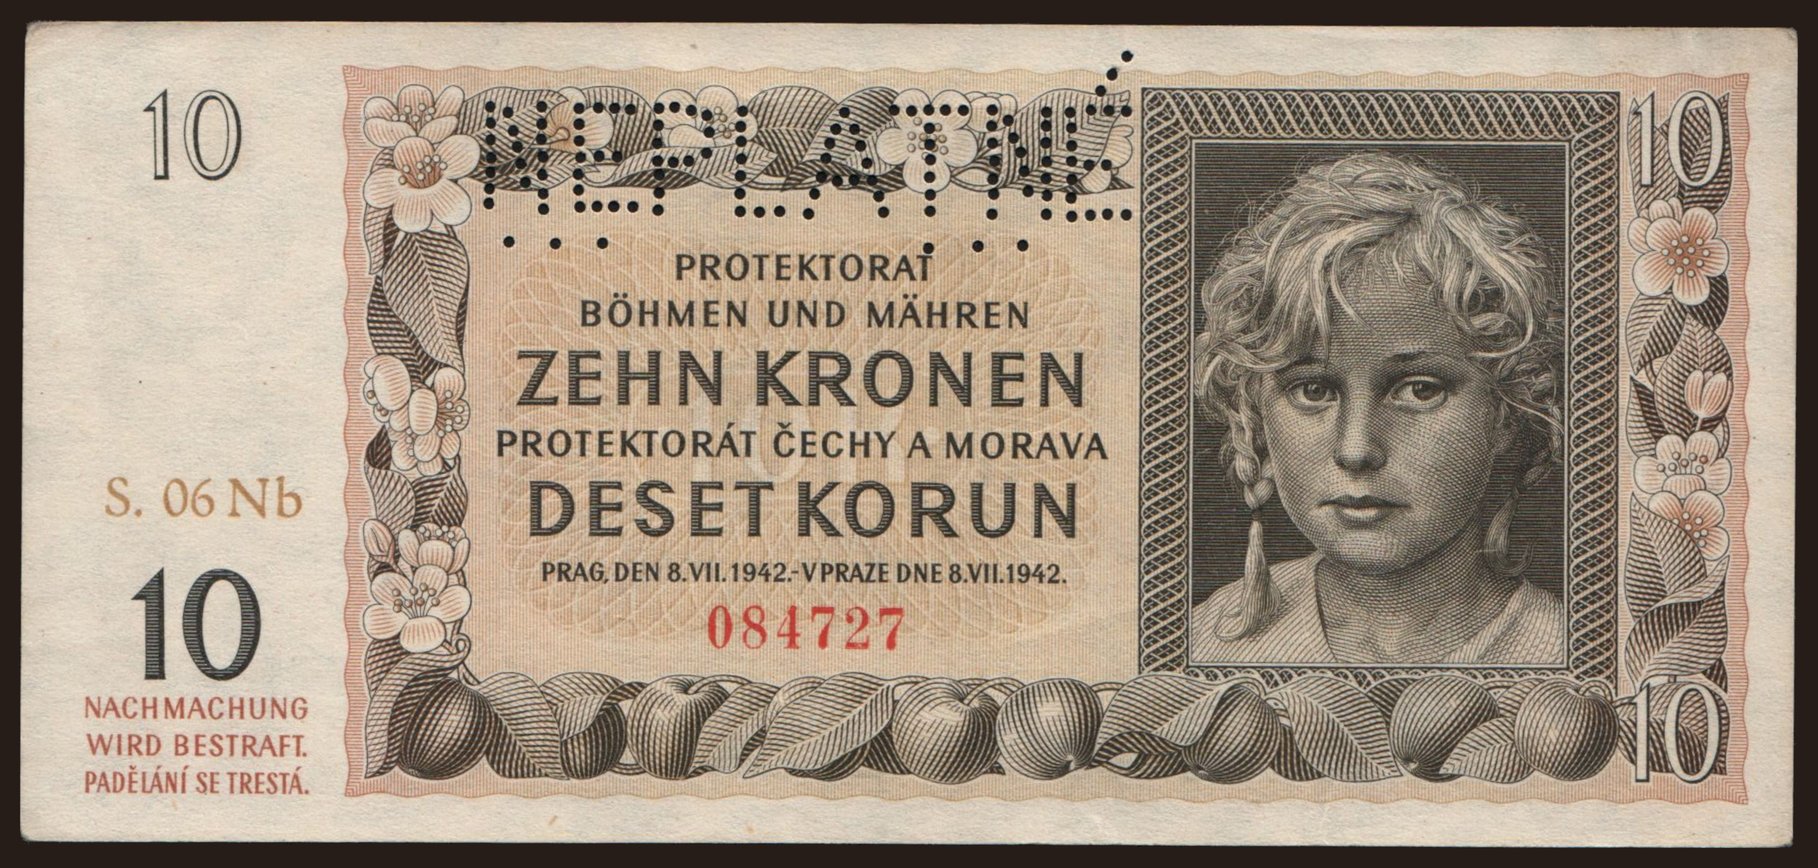 NEPLATNÉ
10
10
PROTEKTORAT
BÖHMEN UND MÄHREN
ZEHN KRONEN
PROTEKTORÁT ČECHY A MORAVA
DESET KORUN
PRAG, DEN 8.VII.1942.-V PRAZE DNE 8.VII.1942.
084727
S. 06 Nb
10
NACHMACHUNG
WIRD BESTRAFT.
PADĚLÁNÍ SE TRESTÁ.
10